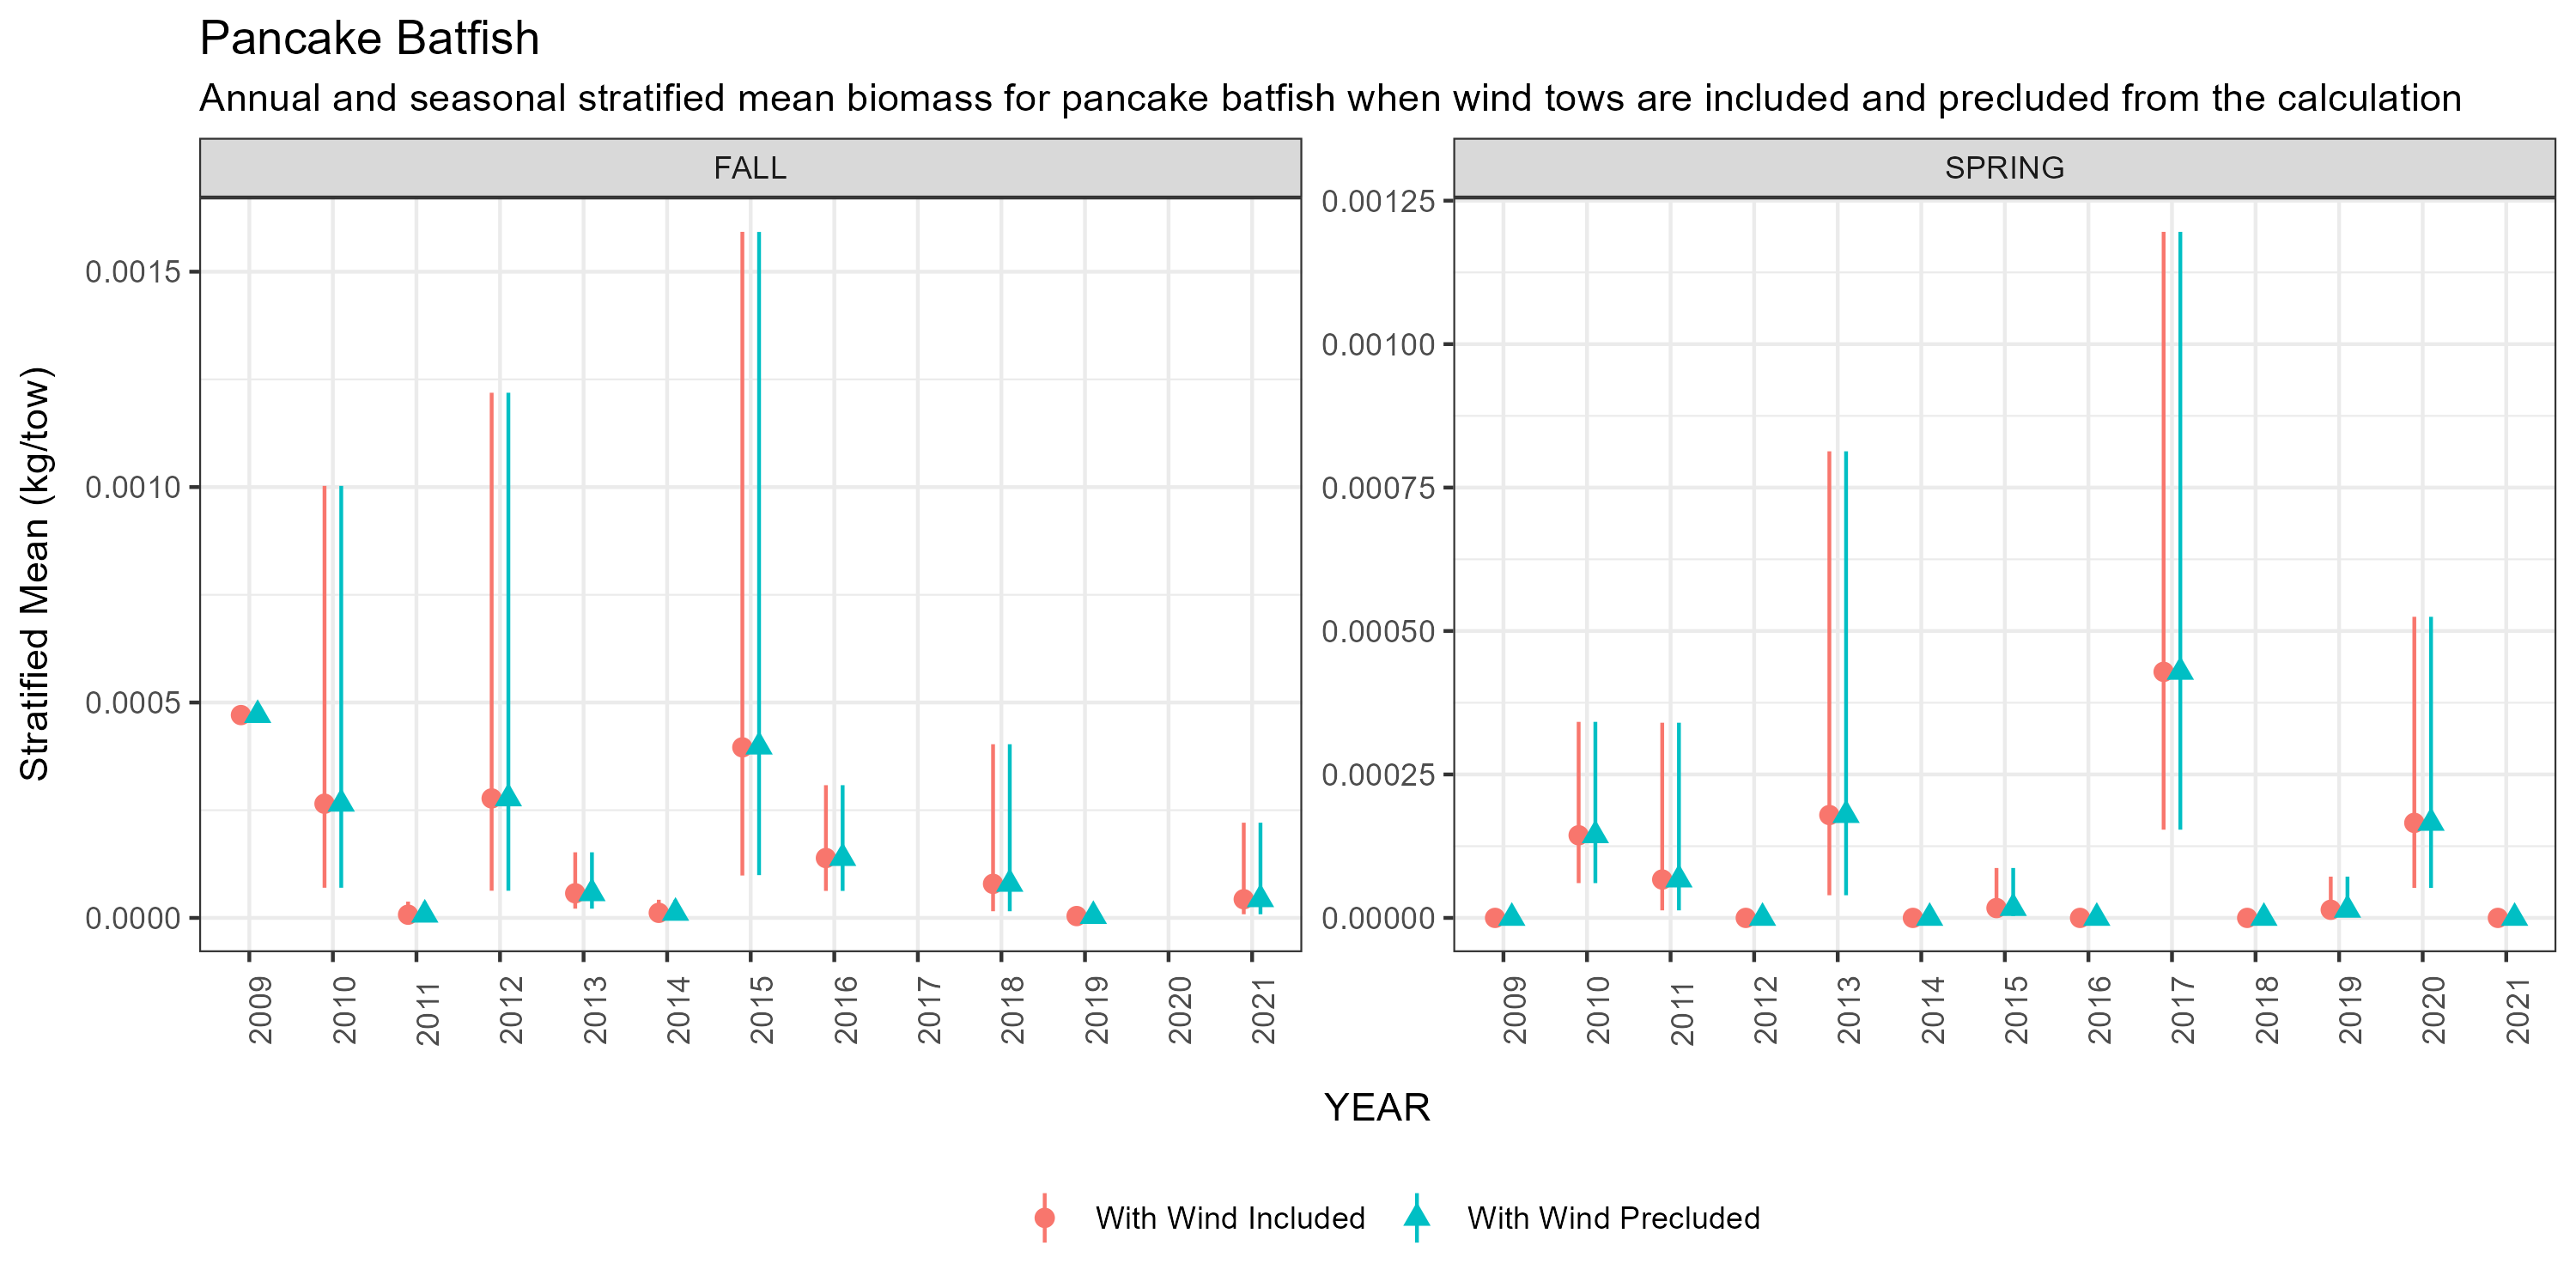 Pancake Batfish
Annual and seasonal stratified mean biomass for pancake batfish when wind tows are included and precluded from the calculation
FALL
SPRING
Stratified Mean (kg/tow)
0.0015
0.0010
0.0005
0.0000
0.00125
0.00100
0.00075
0.00050
0.00025
0.00000
2009 2010 2011 2012 2013 2014 2015 2016 2017 2018 2019 2020 2021
2009 2010 2011 2012 2013 2014 2015 2016 2017 2018 2019 2020 2021
YEAR
With Wind Included
With Wind Precluded